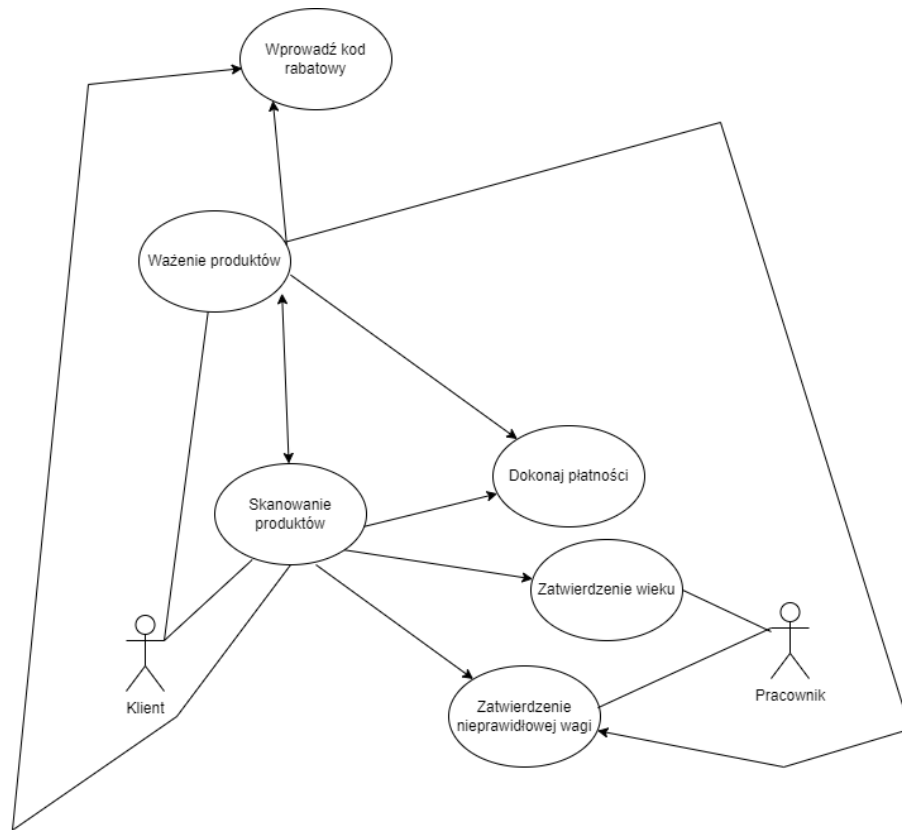 Wprowadź kod
rabatowy
Ważenie produktów
Dokonaj płatności
Skanowanie
produktów
Zatwierdzenie wieku
Klient
Pracownik
Zatwierdzenie
nieprawidłowej wagi